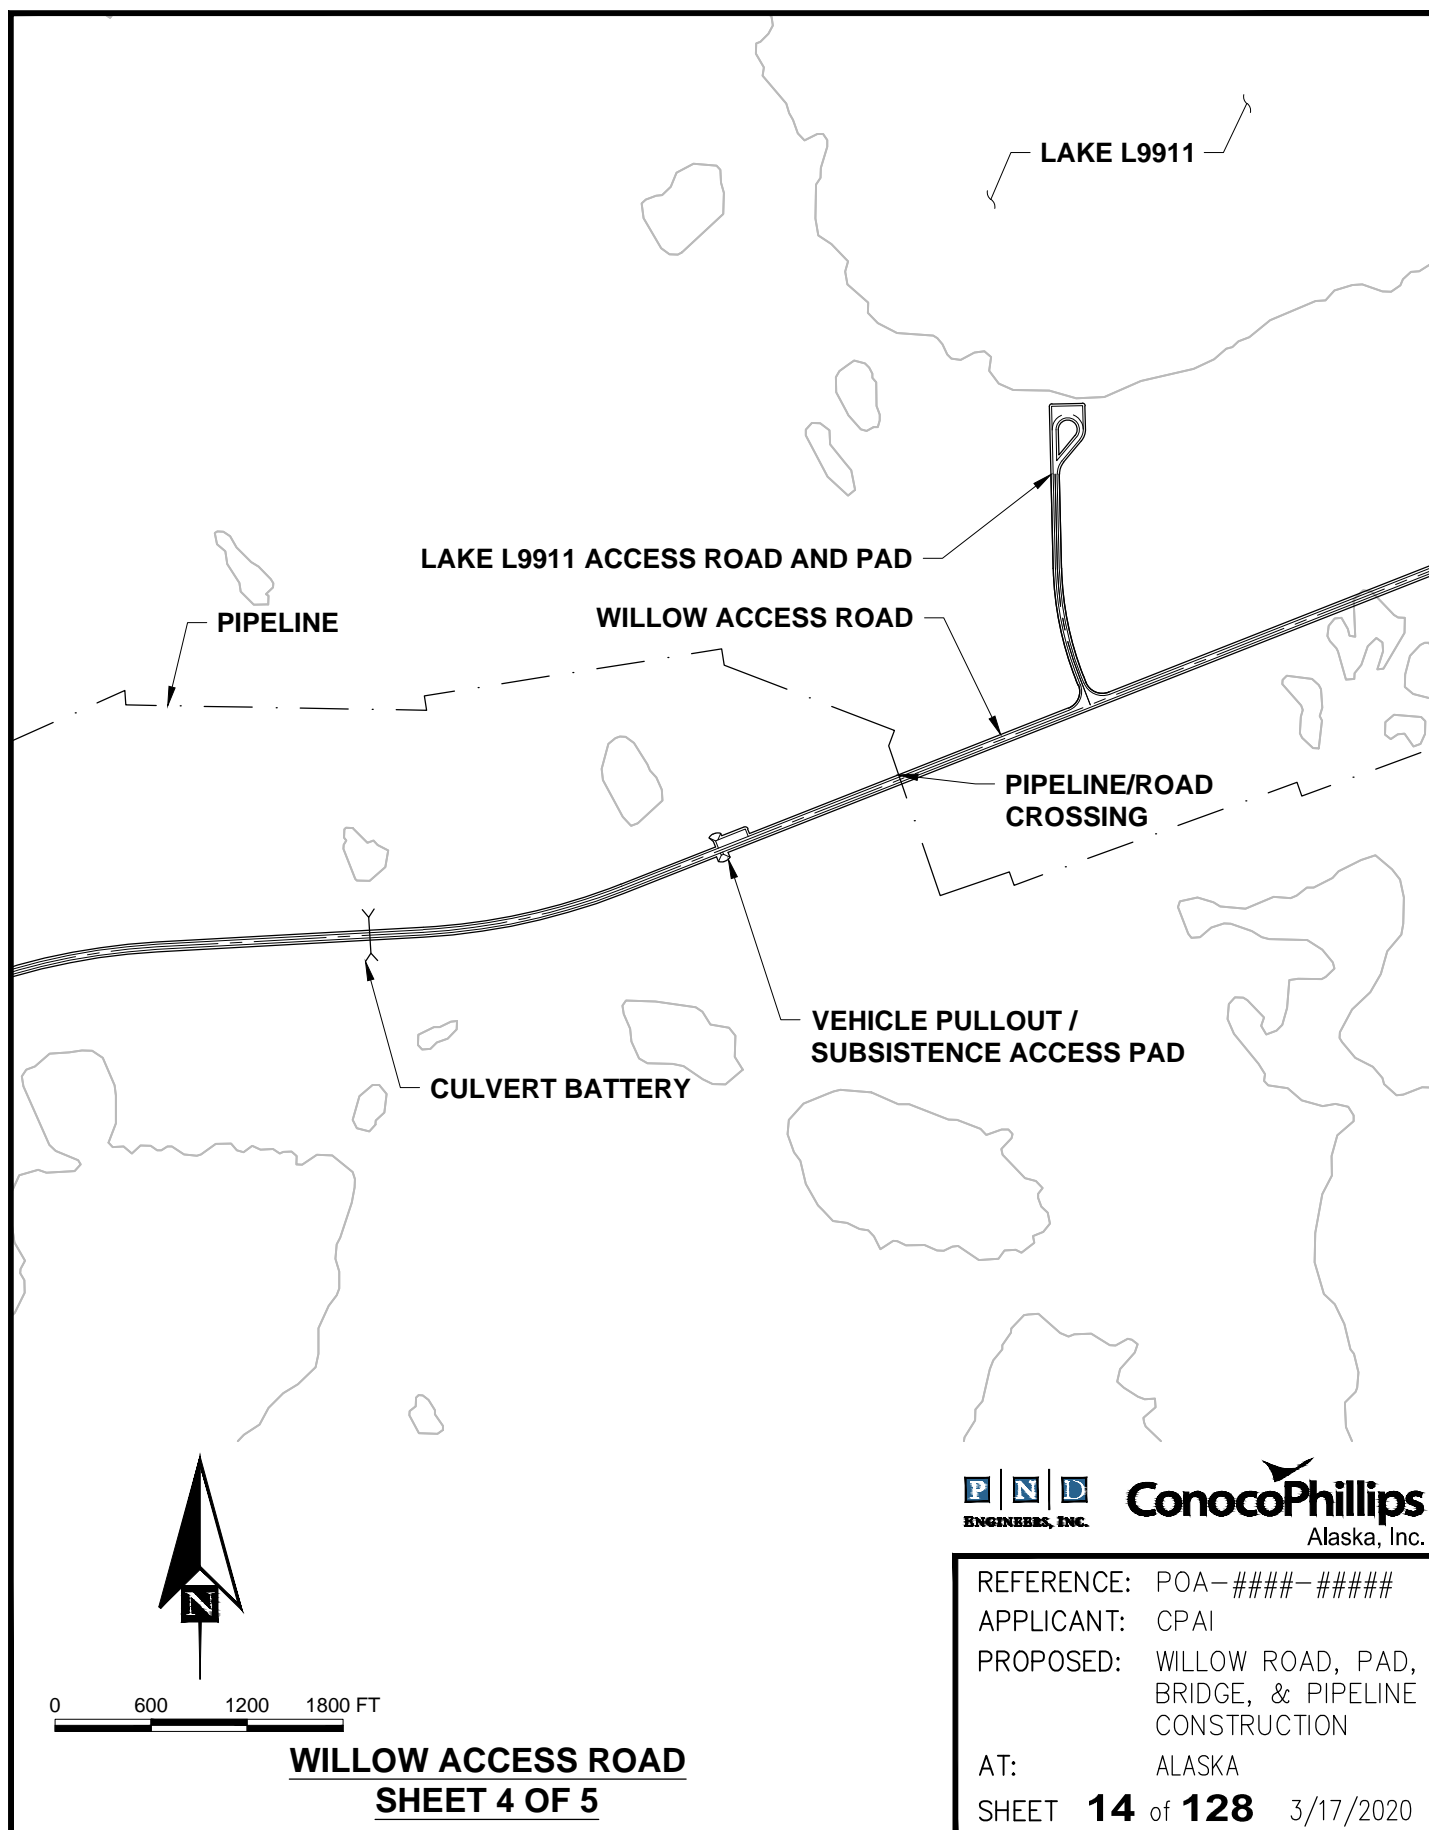 LAKE L9911
LAKE L9911 ACCESS ROAD AND PAD
WILLOW ACCESS ROAD
PIPELINE
PIPELINE/ROAD
CROSSING
VEHICLE PULLOUT /
SUBSISTENCE ACCESS PAD
CULVERT BATTERY
P N D
ENGINEERS, INC.
ConocoPhillips
Alaska, Inc.
N
0 600 1200 1800 FT
WILLOW ACCESS ROAD
SHEET 4 OF 5
REFERENCE: POA-####-#####
APPLICANT: CPAI
PROPOSED: WILLOW ROAD, PAD,
BRIDGE, & PIPELINE
CONSTRUCTION
AT: ALASKA
SHEET 14 of 128 3/17/2020